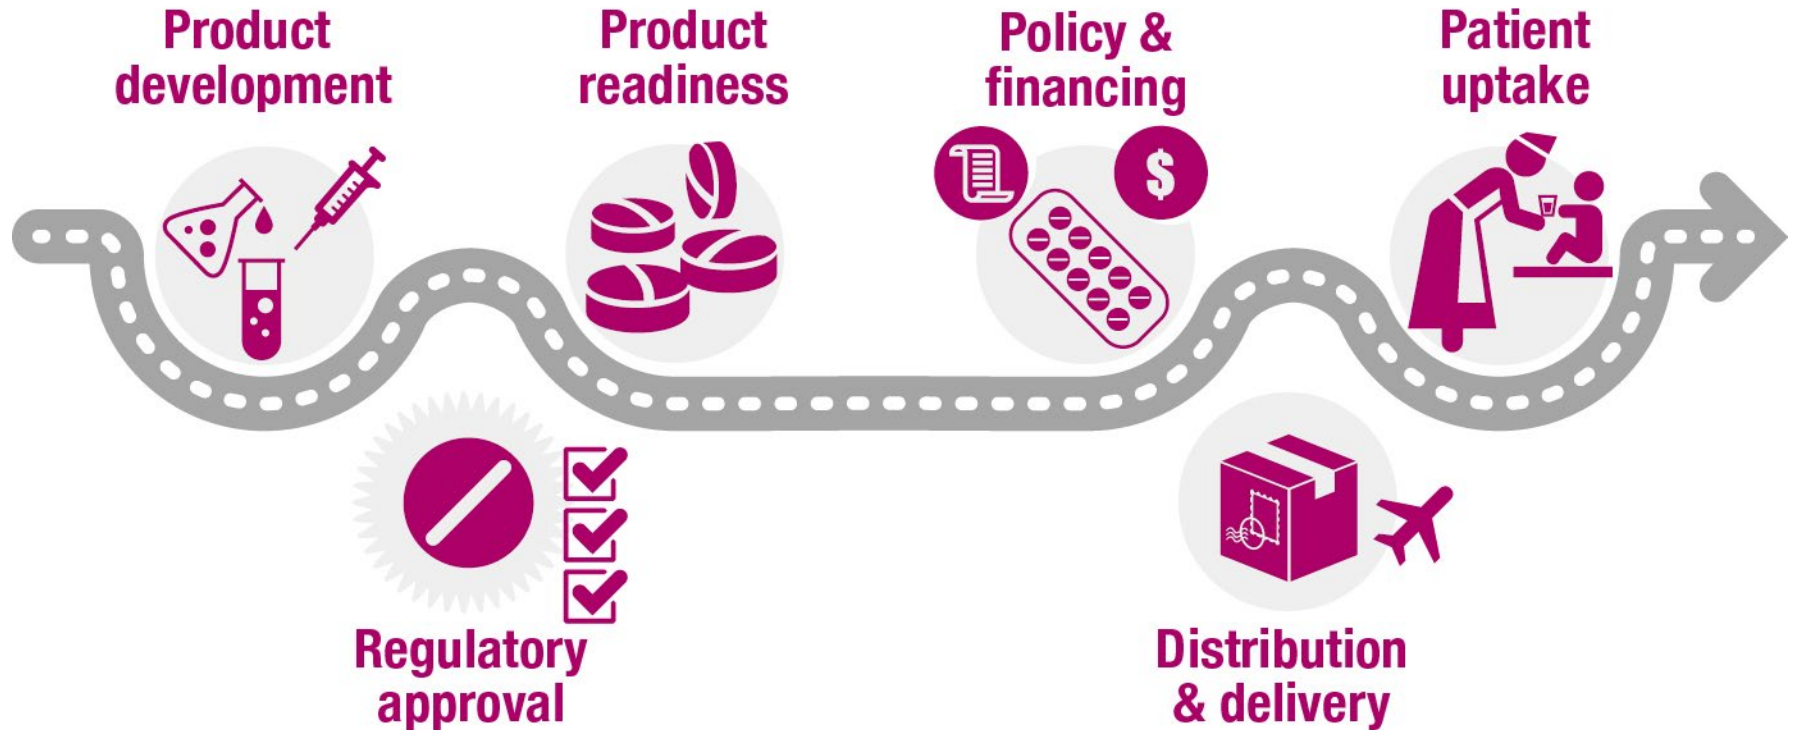 Product
development
Product
readiness
Policy &
financing
$
Patient
uptake
Regulatory
approval
Distribution
& delivery